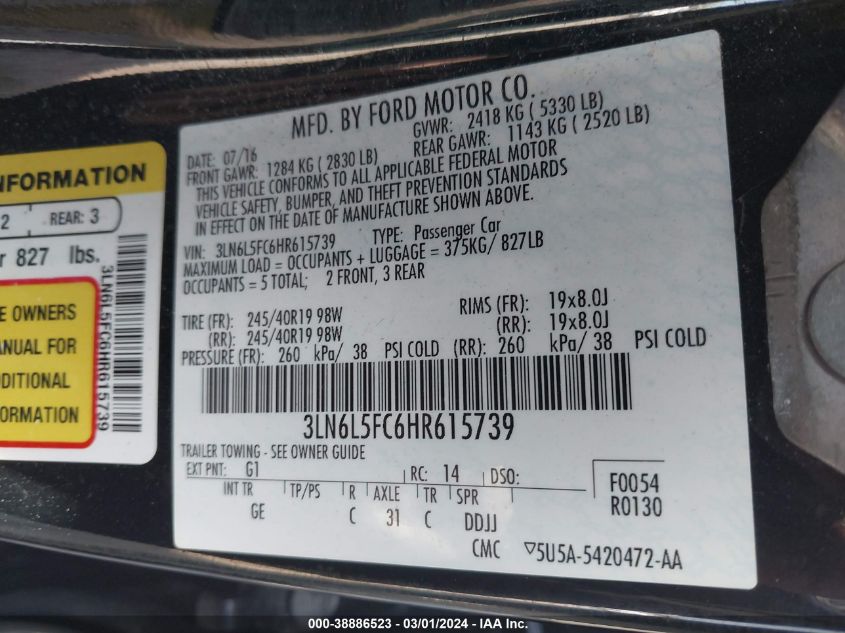 NFORMATION
2
REAR: 3
r 827 lbs.
3LN6L5FC6HR615739
E OWNERS
ANUAL FOR
DDITIONAL
FORMATION
MFD. BY FORD MOTOR CO.
DATE: 07/16 GVWR: 2418 KG ( 5330 LB)
FRONT GAWR: 1284 KG ( 2830 LB) REAR GAWR: 1143 KG ( 2520 LB)
THIS VEHICLE CONFORMS TO ALL APPLICABLE FEDERAL MOTOR
VEHICLE SAFETY, BUMPER, AND THEFT PREVENTION STANDARDS
IN EFFECT ON THE DATE OF MANUFACTURE SHOWN ABOVE.
VIN: 3LN6L5FC6HR615739 TYPE: Passenger Car
MAXIMUM LOAD = OCCUPANTS + LUGGAGE = 375KG/ 827LB
OCCUPANTS = 5 TOTAL; 2 FRONT, 3 REAR
TIRE (FR): 245/40R19 98W RIMS (FR): 19x8.0J
(RR): 245/40R19 98W (RR): 19x8.0J
PRESSURE (FR): 260 kPa/ 38 PSI COLD (RR): 260 kPa/ 38 PSI COLD
3LN6L5FC6HR615739
TRAILER TOWING - SEE OWNER GUIDE
EXT PNT: G1 RC: 14 DSO: F0054
INT TR TP/PS R AXLE TR SPR R0130
GE C 31 C DDJJ
CMC ▽5U5A-5420472-AA
000-38886523 - 03/01/2024 - IAA, Inc.